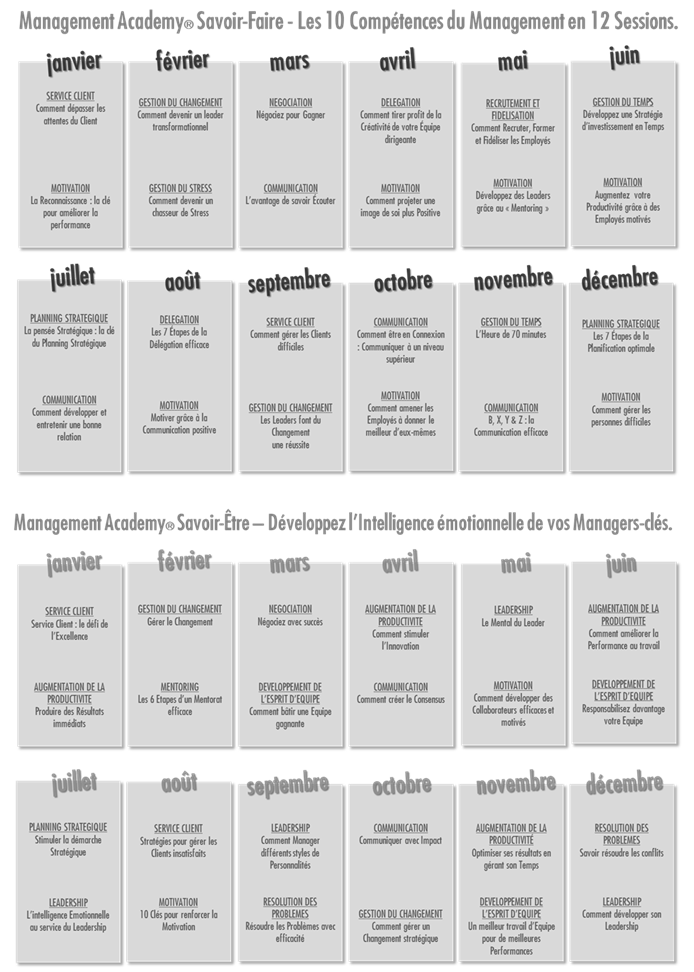 Management Academy® Savoir-Faire - Les 10 Compétences du Management en 12 Sessions.
janvier
SERVICE CLIENT
Comment dépasser les
attentes du Client
MOTIVATION
La Reconnaissance : la clé
pour améliorer la
performance
février
GESTION DU CHANGEMENT
Comment devenir un leader
transformationnel
GESTION DU STRESS
Comment devenir un
chasseur de Stress
mars
NEGOCIATION
Négociez pour Gagner
COMMUNICATION
L'avantage de savoir Écouter
avril
DELEGATION
Comment tirer profit de la
Créativité de votre Équipe
dirigeante
MOTIVATION
Comment projeter une
image de soi plus Positive
mai
RECRUTEMENT ET
FIDELISATION
Comment Recruter, Former
et Fidéliser les Employés
MOTIVATION
Développez des Leaders
grâce au « Mentoring »
juin
GESTION DU TEMPS
Développez une Stratégie
d'investissement en Temps
MOTIVATION
Augmentez votre
Productivité grâce à des
Employés motivés
juillet
PLANNING STRATEGIQUE
La pensée Stratégique : la clé
du Planning Stratégique
COMMUNICATION
Comment développer et
entretenir une bonne
relation
août
DELEGATION
Les 7 Étapes de la
Délégation efficace
MOTIVATION
Motiver grâce à la
Communication positive
septembre
SERVICE CLIENT
Comment gérer les Clients
difficiles
GESTION DU CHANGEMENT
Les Leaders font du
Changement
une réussite
octobre
COMMUNICATION
Comment être en Connexion
: Communiquer à un niveau
supérieur
MOTIVATION
Comment amener les
Employés à donner le
meilleur d'eux-mêmes
novembre
GESTION DU TEMPS
L'Heure de 70 minutes
COMMUNICATION
B, X, Y & Z : la
Communication efficace
décembre
PLANNING STRATEGIQUE
Les 7 Étapes de la
Planification optimale
MOTIVATION
Comment gérer les
personnes difficiles
Management Academy® Savoir-Être – Développez l'Intelligence émotionnelle de vos Managers-clés.
janvier
SERVICE CLIENT
Service Client : le défi de
l'Excellence
AUGMENTATION DE LA
PRODUCTIVITE
Produire des Résultats
immédiats
février
GESTION DU CHANGEMENT
Gérer le Changement
MENTORING
Les 6 Etapes d'un Mentorat
efficace
mars
NEGOCIATION
Négociez avec succès
DEVELOPPEMENT DE
L'ESPRIT D'EQUIPE
Comment bâtir une Equipe
gagnante
avril
AUGMENTATION DE LA
PRODUCTIVITE
Comment stimuler
l'Innovation
COMMUNICATION
Comment créer le Consensus
mai
LEADERSHIP
Le Mental du Leader
MOTIVATION
Comment développer des
Collaborateurs efficaces et
motivés
juin
AUGMENTATION DE LA
PRODUCTIVITE
Comment améliorer la
Performance au travail
DEVELOPPEMENT DE
L'ESPRIT D'EQUIPE
Responsabilisez davantage
votre Equipe
juillet
PLANNING STRATEGIQUE
Stimuler la démarche
Stratégique
LEADERSHIP
L'intelligence Emotionnelle
au service du Leadership
août
SERVICE CLIENT
Stratégies pour gérer les
Clients insatisfaits
MOTIVATION
10 Clés pour renforcer la
Motivation
septembre
LEADERSHIP
Comment Manager
différents styles de
Personnalités
RESOLUTION DES
PROBLEMES
Résoudre les Problèmes avec
efficacité
octobre
COMMUNICATION
Communiquer avec Impact
GESTION DU CHANGEMENT
Comment gérer un
Changement stratégique
novembre
AUGMENTATION DE LA
PRODUCTIVITÉ
Optimiser ses résultats en
gérant son Temps
DEVELOPPEMENT DE
L'ESPRIT D'EQUIPE
Un meilleur travail d'Equipe
pour de meilleures
Performances
décembre
RESOLUTION DES
PROBLEMES
Savoir résoudre les conflits
LEADERSHIP
Comment développer son
Leadership